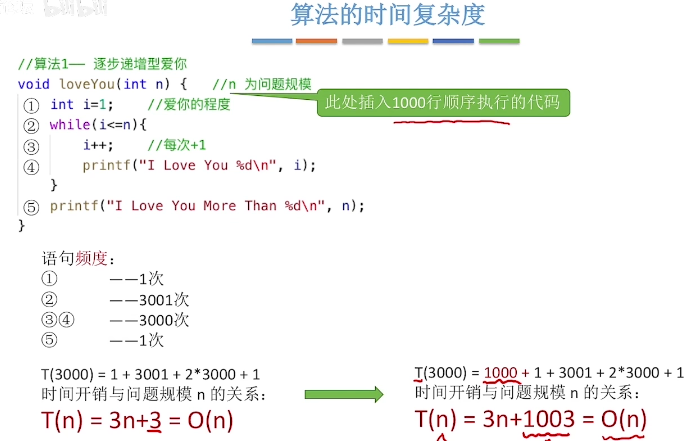 算法的时间复杂度
//算法1—— 逐步递增型爱你
void loveYou(int n) {   //n 为问题规模
① int i=1;   //爱你的程度
此处插入1000行顺序执行的代码
② while(i<=n){
③ i++;   //每次+1
④ printf("I Love You %d\n", i);
}
⑤ printf("I Love You More Than %d\n", n);
}
语句频度：
① ——1次
② ——3001次
③④ ——3000次
⑤ ——1次
T(3000) = 1 + 3001 + 2*3000 + 1
时间开销与问题规模 n 的关系：
T(n) = 3n+3 = O(n)
T(3000) = 1000 + 1 + 3001 + 2*3000 + 1
时间开销与问题规模 n 的关系：
T(n) = 3n+1003 = O(n)